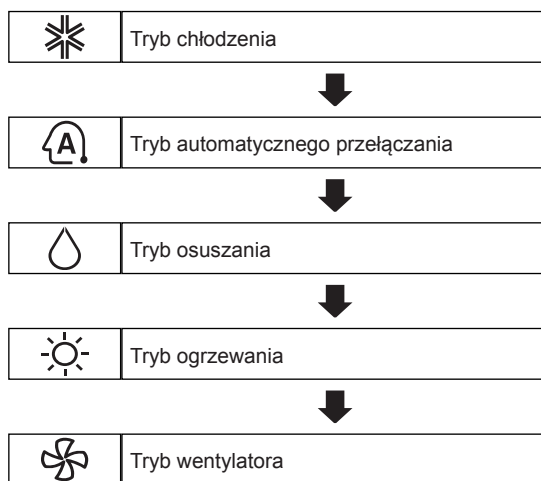 Tryb chłodzenia
A
Tryb automatycznego przełączania
Tryb osuszania
Tryb ogrzewania
Tryb wentylatora